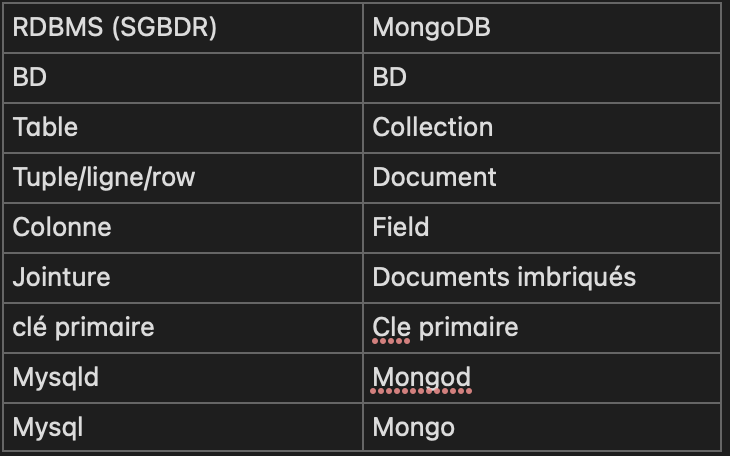 RDBMS (SGBDR) MongoDB
BD BD
Table Collection
Tuple/ligne/row Document
Colonne Field
Jointure Documents imbriqués
clé primaire Cle primaire
Mysqld Mongod
Mysql Mongo